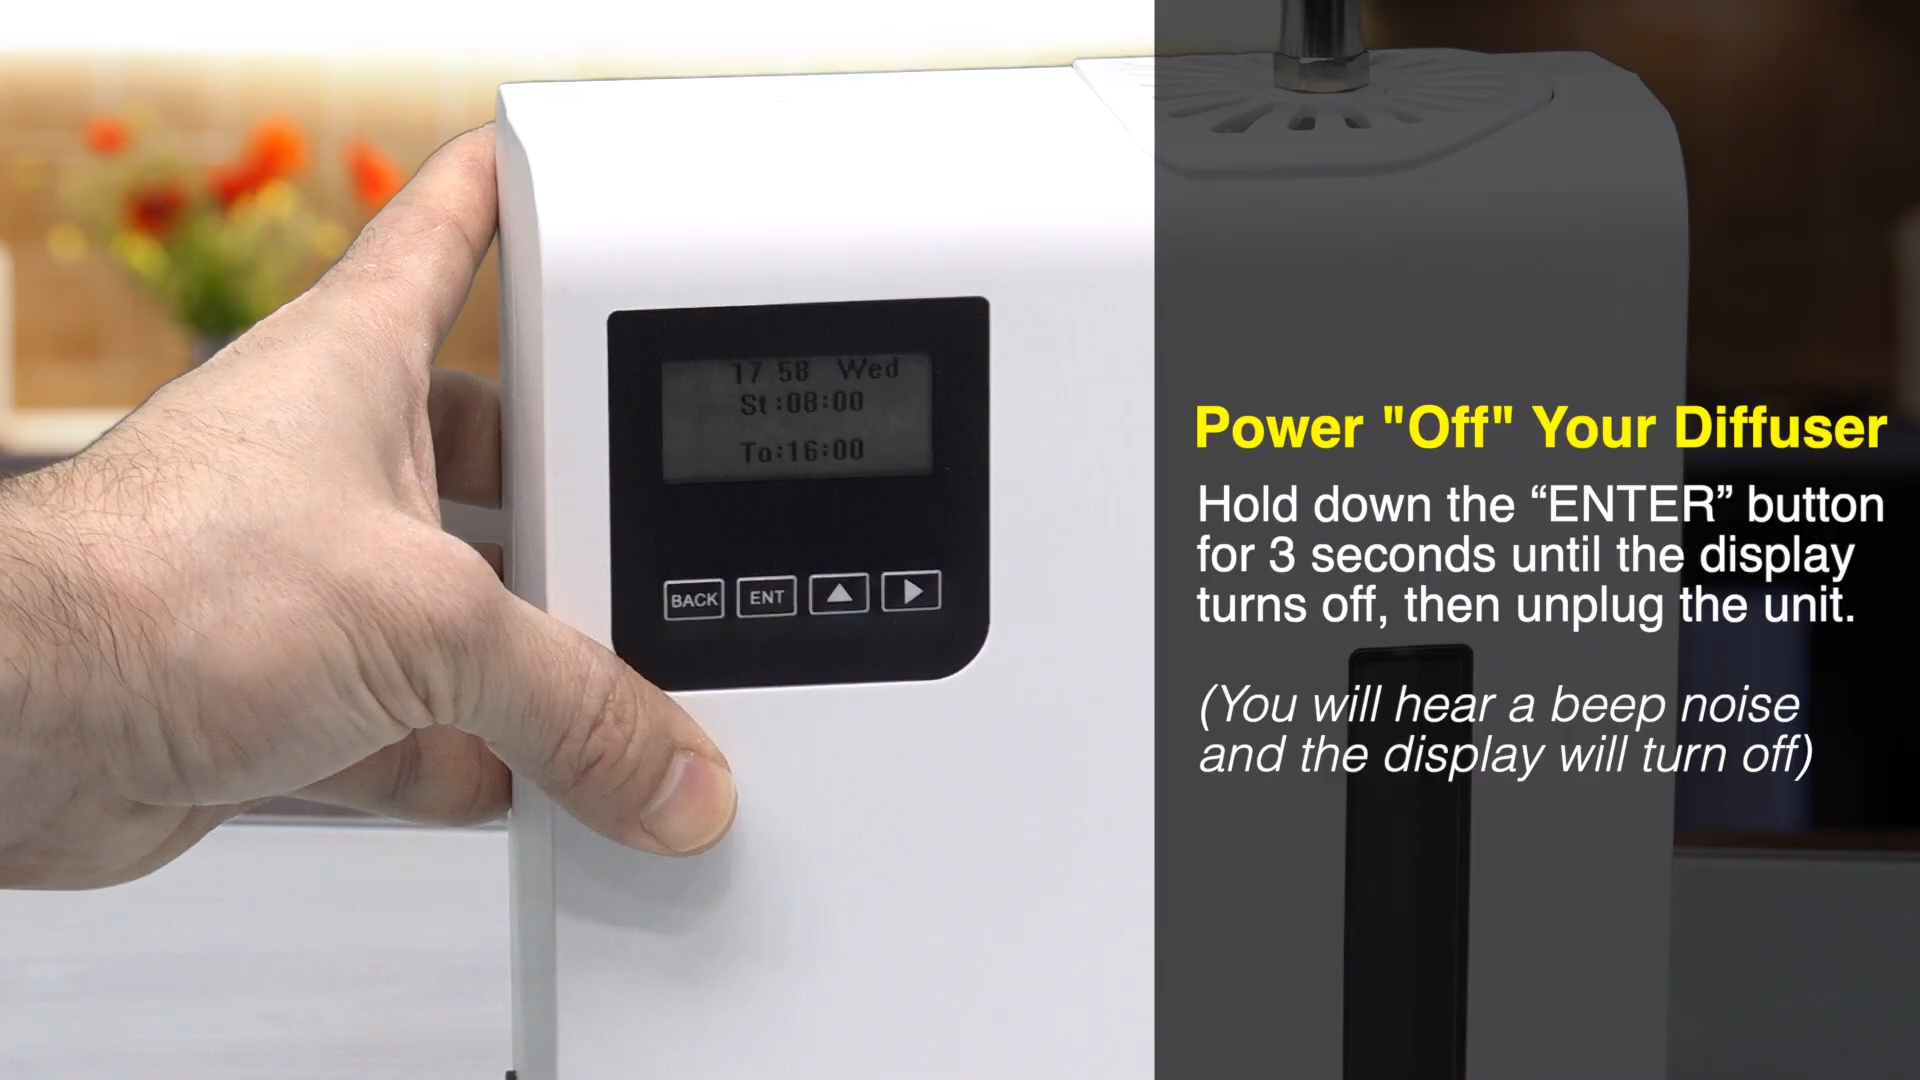 17 58 Wed
St:08:00
To:16:00
BACK ENT
Power "Off" Your Diffuser
Hold down the “ENTER” button
for 3 seconds until the display
turns off, then unplug the unit.
(You will hear a beep noise
and the display will turn off)